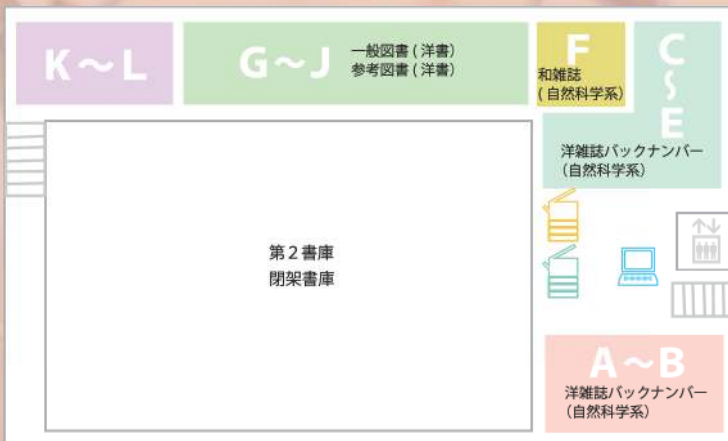 K～L
G～J
一般図書 ( 洋書 )
参考図書 ( 洋書 )
F
和雑誌
( 自然科学系 )
C
～
E
洋雑誌バックナンバー
( 自然科学系 )
第２書庫
閉架書庫
A～B
洋雑誌バックナンバー
( 自然科学系 )